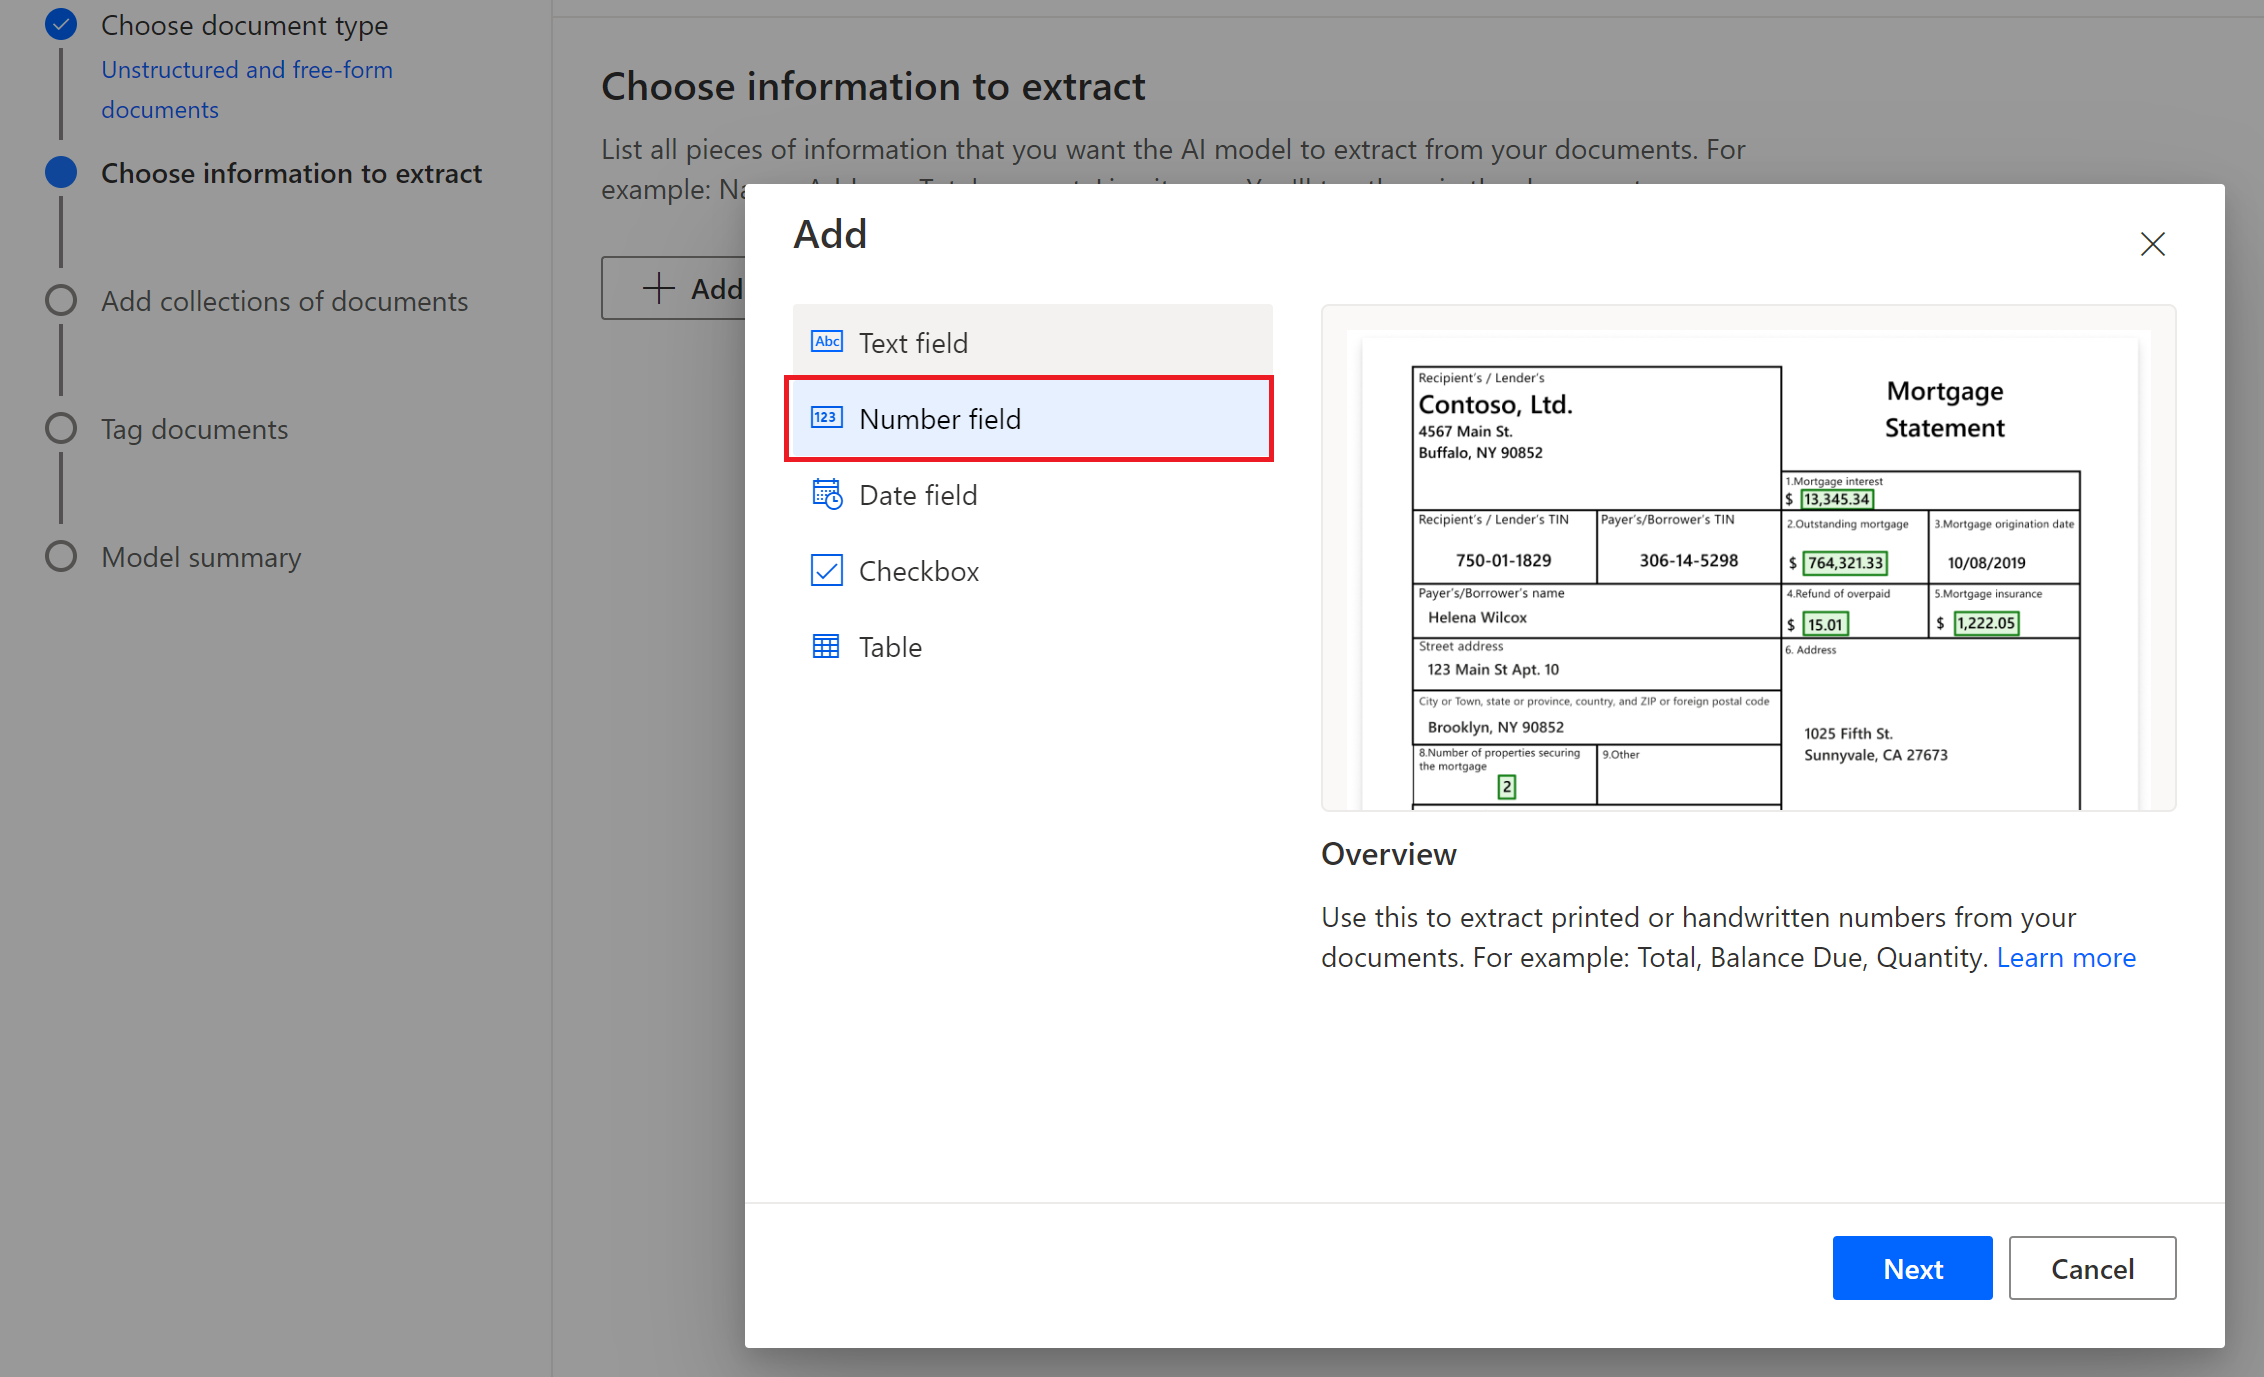 Choose document type
Unstructured and free-form
documents
Choose information to extract
Add collections of documents
Tag documents
Model summary
Choose information to extract
List all pieces of information that you want the AI model to extract from your documents. For
example:
Add
Add
Abc Text field
123 Number field
Date field
Checkbox
Table
Recipient's / Lender's
Contoso, Ltd.
4567 Main St.
Buffalo, NY 90852
Mortgage
Statement
1.Mortgage interest
$ 13,345.34
Recipient's / Lender's TIN
750-01-1829
Payer's/Borrower's TIN
306-14-5298
2.Outstanding mortgage
$ 764,321.33
3.Mortgage origination date
10/08/2019
Payer's/Borrower's name
Helena Wilcox
4.Refund of overpaid
$ 15.01
5.Mortgage insurance
$ 1,222.05
Street address
123 Main St Apt. 10
6. Address
1025 Fifth St.
Sunnyvale, CA 27673
City or Town, state or province, country, and ZIP or foreign postal code
Brooklyn, NY 90852
8.Number of properties securing
the mortgage
2
9.Other
Overview
Use this to extract printed or handwritten numbers from your
documents. For example: Total, Balance Due, Quantity. Learn more
Next
Cancel